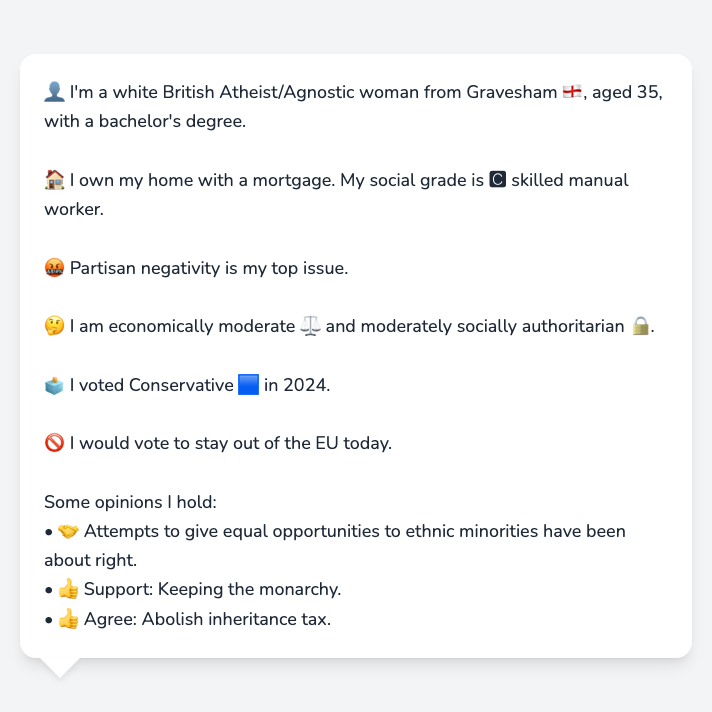 👤 I'm a white British Atheist/Agnostic woman from Gravesham 🏴󠁧󠁢󠁥󠁮󠁧󠁿, aged 35,
with a bachelor's degree.
🏠 I own my home with a mortgage. My social grade is 🅲 skilled manual
worker.
🤬 Partisan negativity is my top issue.
🤔 I am economically moderate ⚖️ and moderately socially authoritarian 🔒.
🗳️ I voted Conservative 🟦 in 2024.
🚫 I would vote to stay out of the EU today.
Some opinions I hold:
• 🤝 Attempts to give equal opportunities to ethnic minorities have been
about right.
• 👍 Support: Keeping the monarchy.
• 👍 Agree: Abolish inheritance tax.